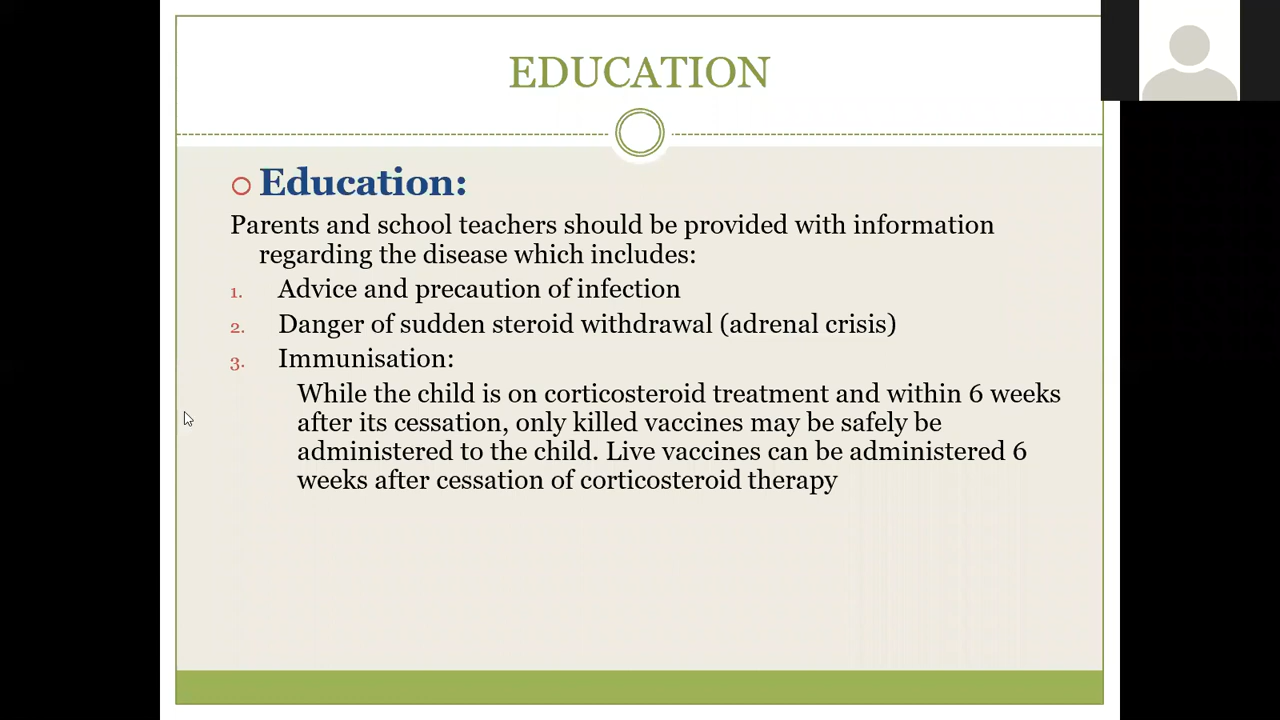 EDUCATION
Education:
Parents and school teachers should be provided with information
regarding the disease which includes:
1. Advice and precaution of infection
2. Danger of sudden steroid withdrawal (adrenal crisis)
3. Immunisation:
While the child is on corticosteroid treatment and within 6 weeks
after its cessation, only killed vaccines may be safely be
administered to the child. Live vaccines can be administered 6
weeks after cessation of corticosteroid therapy